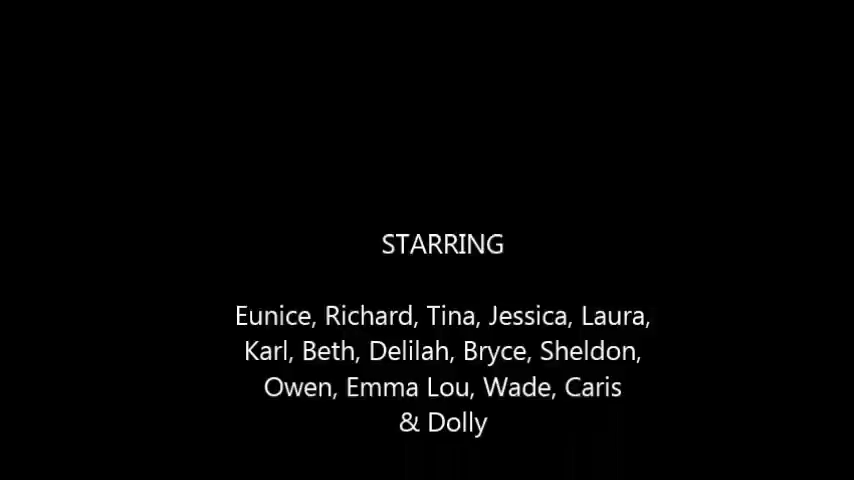 STARRING
Eunice, Richard, Tina, Jessica, Laura,
Karl, Beth, Delilah, Bryce, Sheldon,
Owen, Emma Lou, Wade, Caris
& Dolly